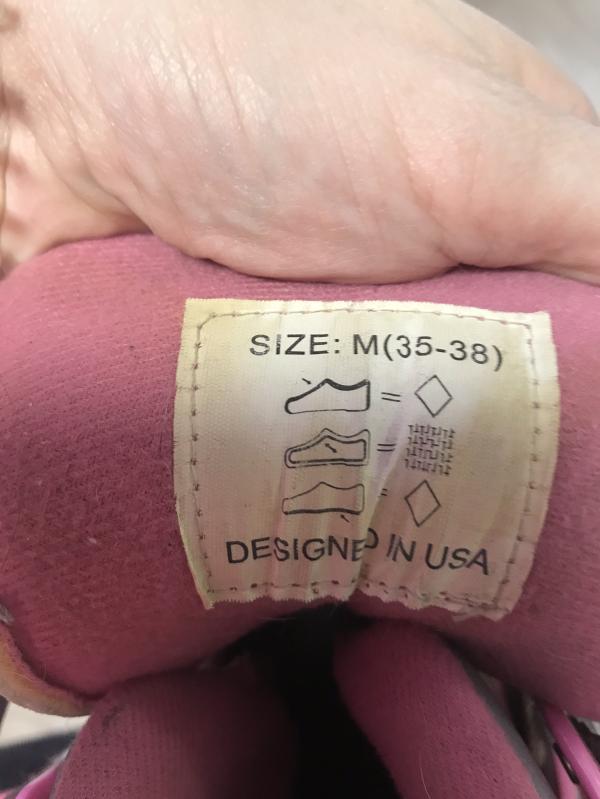 SIZE: M(35-38)
=
=
=
DESIGNED IN USA